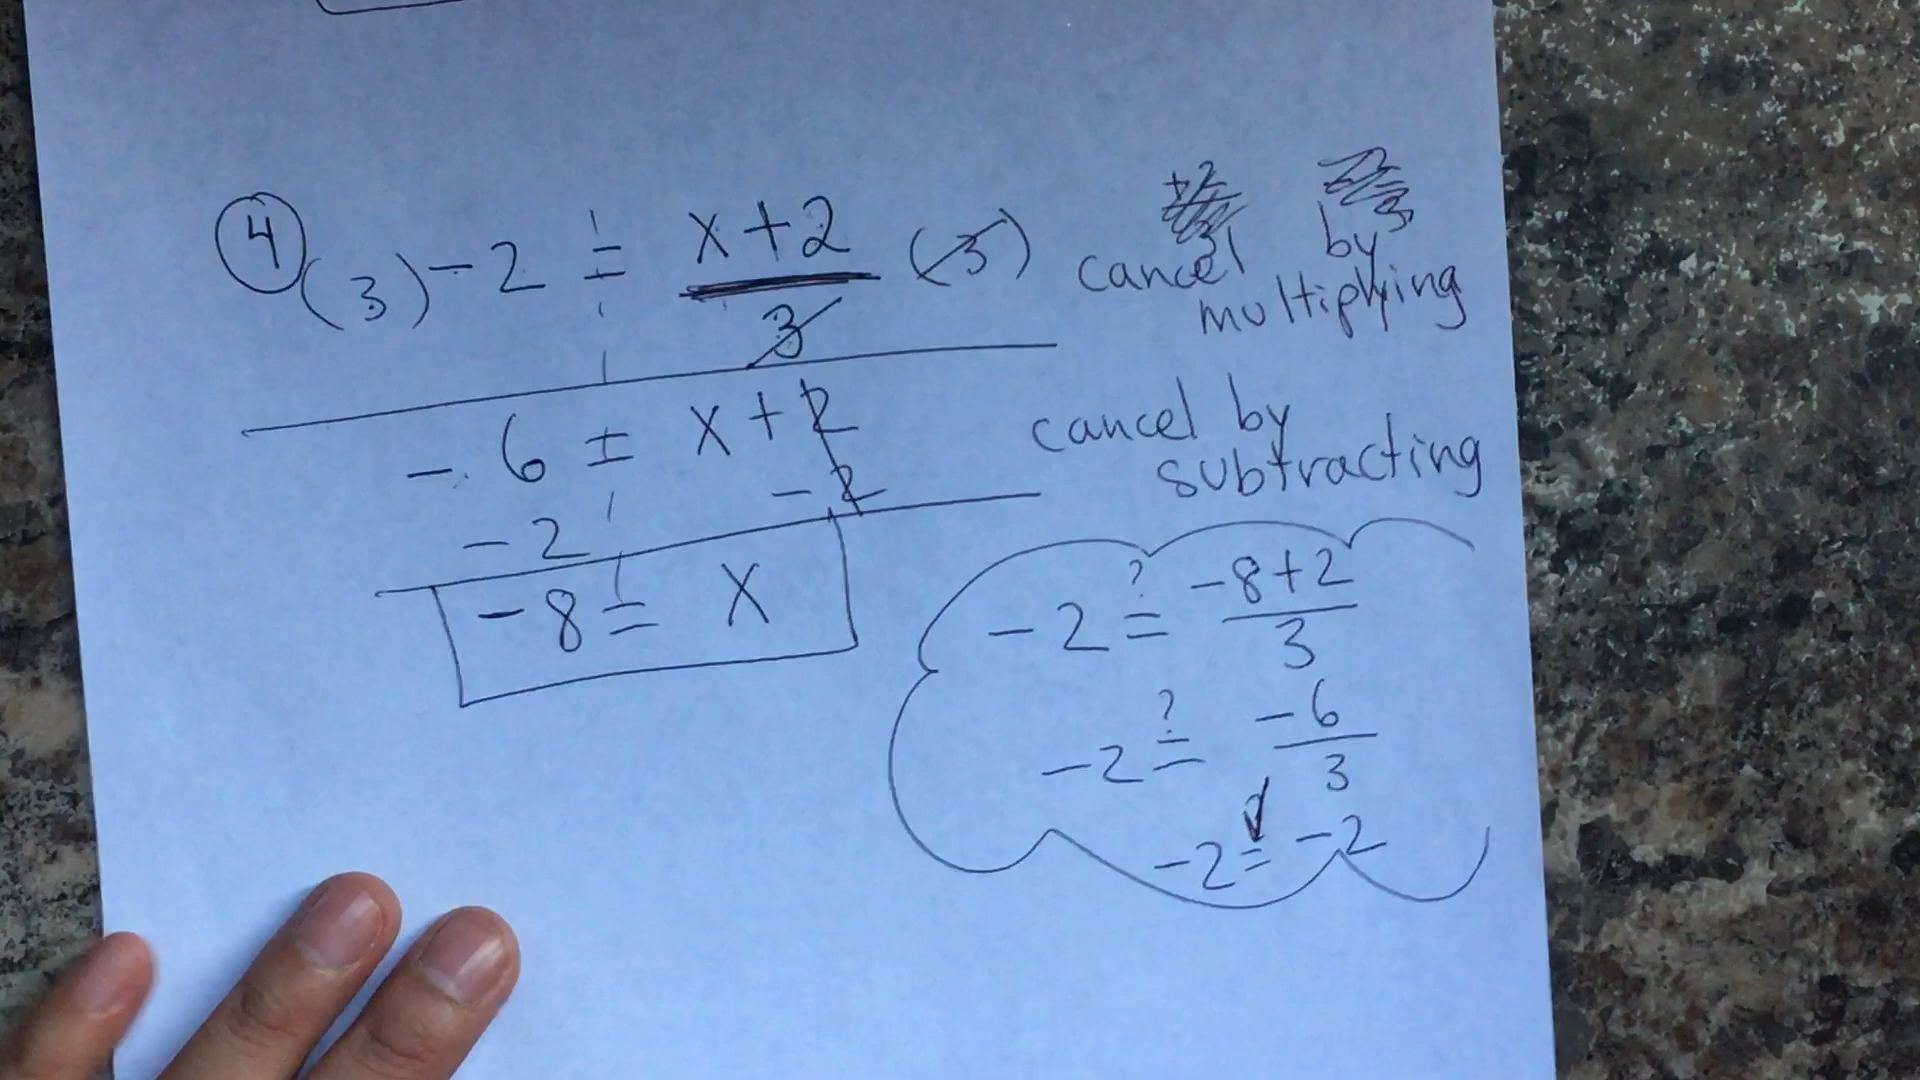 ④ (3) -2 = x+2 (3)
3
cancel by
multiplying
-6 = x+2
-2 -2
cancel by
subtracting
-8 = x
-2 ?= -8+2
3
-2 ?= -6
3
-2 = -2 ✓